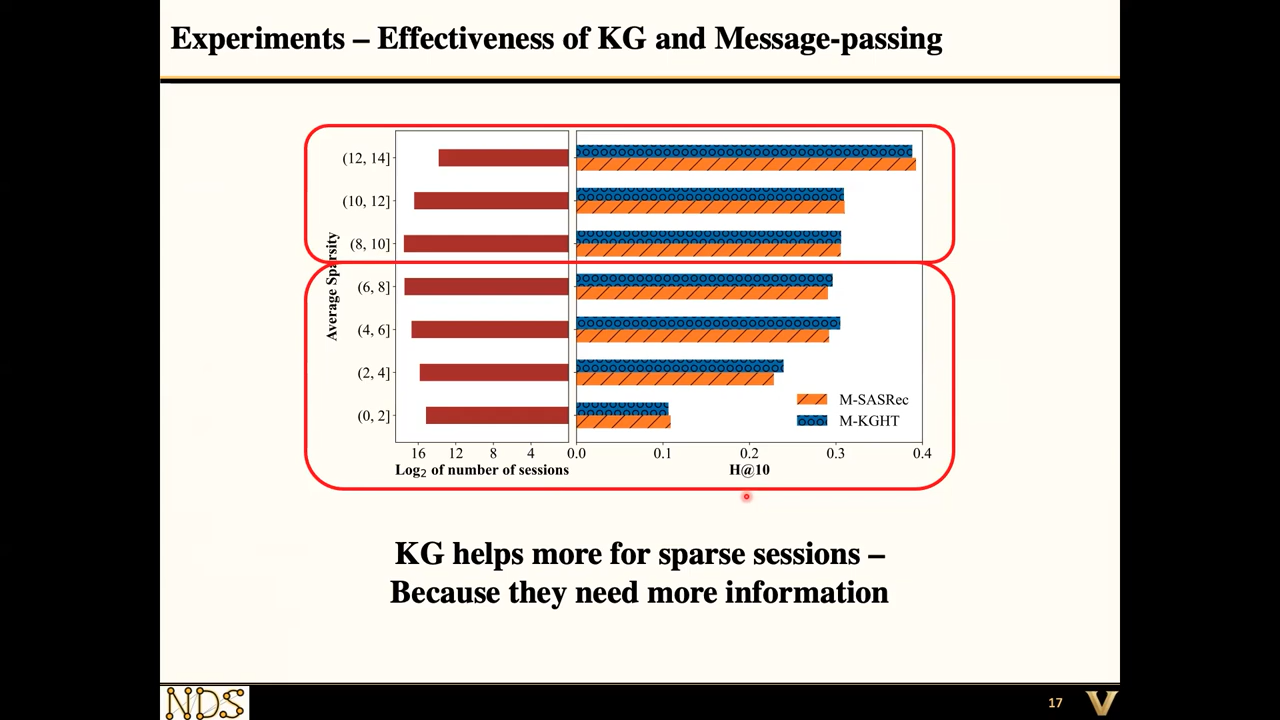 Experiments – Effectiveness of KG and Message-passing
Average Sparsity
(12, 14]
(10, 12]
(8, 10]
(6, 8]
(4, 6]
(2, 4]
(0, 2]
M-SASRec
M-KGHT
16 12 8 4 0.0 0.1 0.2 0.3 0.4
Log₂ of number of sessions H@10
KG helps more for sparse sessions –
Because they need more information
NDS 17 V